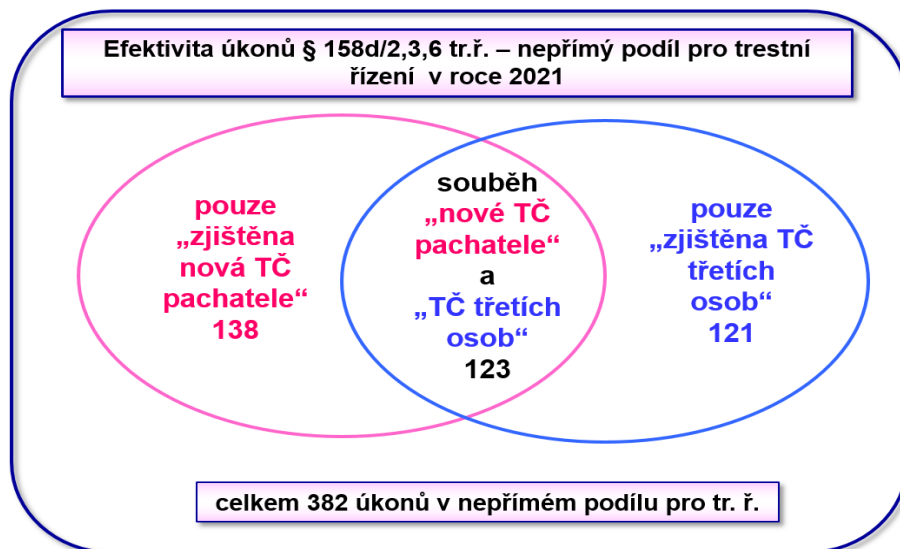 Efektivita úkonů § 158d/2,3,6 tr.ř. – nepřímý podíl pro trestní
řízení v roce 2021
pouze
„zjištěna
nová TČ
pachatele“
138
souběh
„nové TČ
pachatele“
a
„TČ třetích
osob“
123
pouze
„zjištěna TČ
třetích
osob“
121
celkem 382 úkonů v nepřímém podílu pro tr. ř.